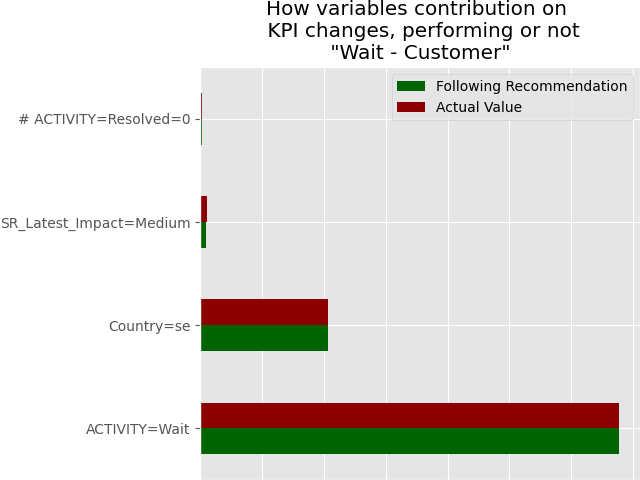 How variables contribution on
KPI changes, performing or not
"Wait - Customer"
Following Recommendation
Actual Value
# ACTIVITY=Resolved=0
SR_Latest_Impact=Medium
Country=se
ACTIVITY=Wait